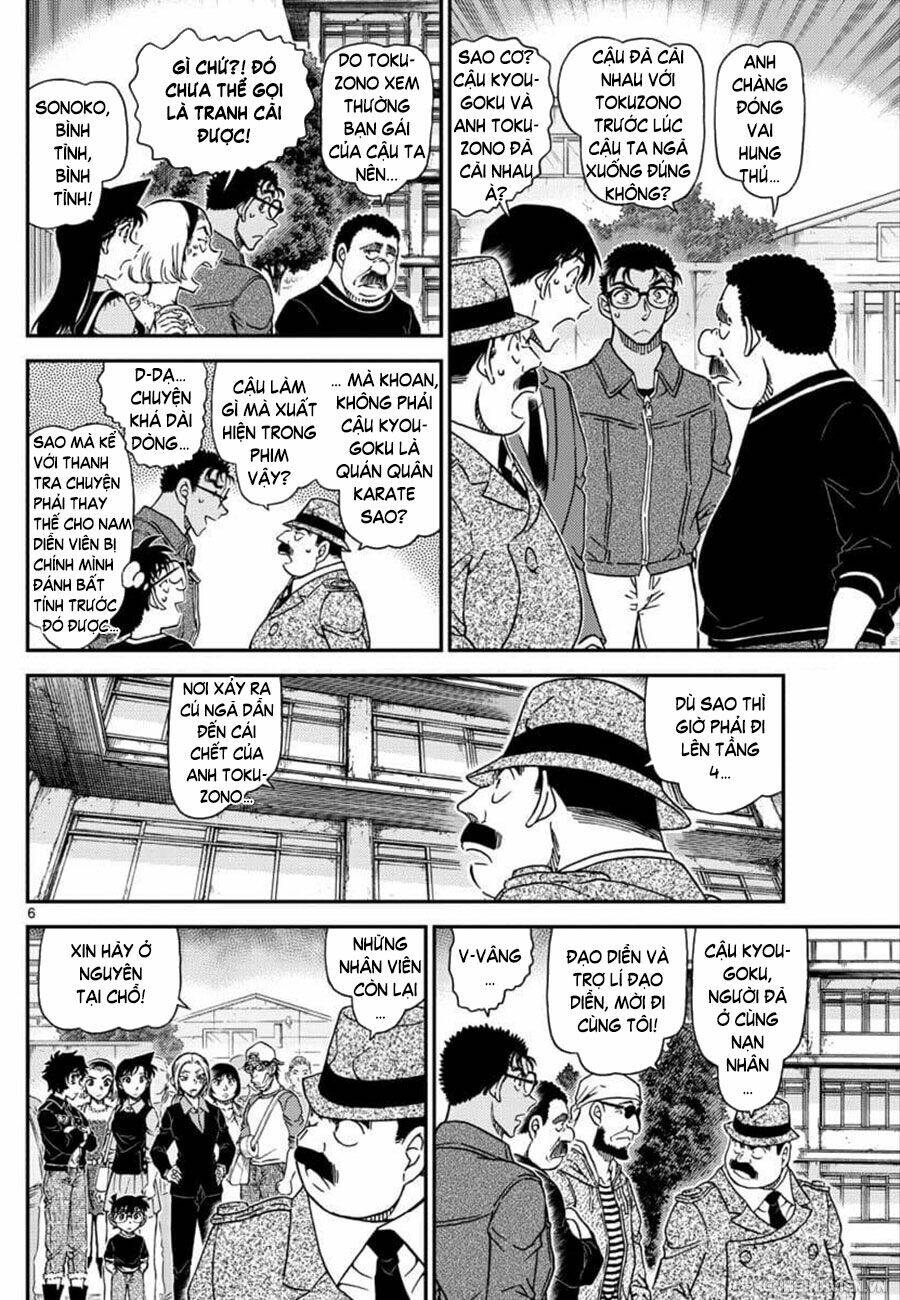 ANH
CHÀNG
ĐÓNG
VAI
HUNG
THỦ...
CẬU ĐÃ CÃI
NHAU VỚI
TOKUZONO
TRƯỚC LÚC
CẬU TA NGÃ
XUỐNG ĐÚNG
KHÔNG?
SAO CƠ?
CẬU KYOU-
GOKU VÀ
ANH TOKU-
ZONO ĐÃ
CÃI NHAU
À?
DO TOKU-
ZONO XEM
THƯỜNG
BẠN GÁI
CỦA CẬU TA
NÊN...
GÌ CHỨ?! ĐÓ
CHƯA THỂ GỌI
LÀ TRANH CÃI
ĐƯỢC!
SONOKO,
BÌNH
TĨNH,
BÌNH
TĨNH!
... MÀ KHOAN,
KHÔNG PHẢI
CẬU KYOU-
GOKU LÀ
QUÁN QUÂN
KARATE
SAO?
CẬU LÀM
GÌ MÀ XUẤT
HIỆN TRONG
PHIM
VẬY?
D-DẠ...
CHUYỆN
KHÁ DÀI
DÒNG...
SAO MÀ KỂ
VỚI THANH
TRA CHUYỆN
PHẢI THAY
THẾ CHO NAM
DIỄN VIÊN BỊ
CHÍNH MÌNH
ĐÁNH BẤT
TỈNH TRƯỚC
ĐÓ ĐƯỢC...
DÙ SAO THÌ
GIỜ PHẢI ĐI
LÊN TẦNG
4...
NƠI XẢY RA
CÚ NGÃ DẪN
ĐẾN CÁI
CHẾT CỦA
ANH TOKU-
ZONO...
6
CẬU KYOU-
GOKU,
NGƯỜI ĐÃ
Ở CÙNG
NẠN
NHÂN
...
ĐẠO DIỄN VÀ
TRỢ LÍ ĐẠO
DIỄN, MỜI ĐI
CÙNG TÔI!
V-VÂNG
...
NHỮNG
NHÂN VIÊN
CÒN LẠI
...
XIN HÃY Ở
NGUYÊN
TẠI CHỖ!